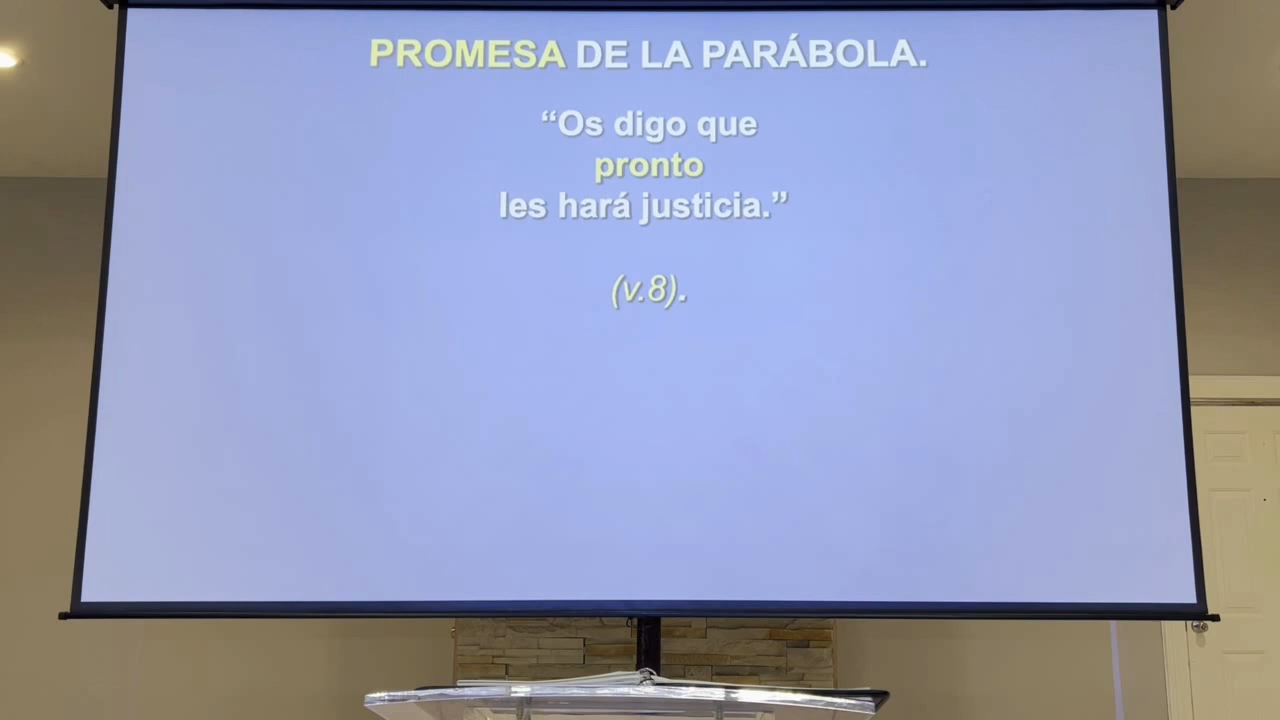 PROMESA DE LA PARÁBOLA.
“Os digo que
pronto
les hará justicia.”
(v.8).